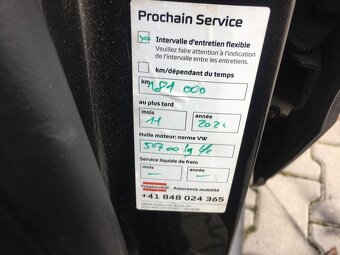 Prochain Service
Intervalle d'entretien flexible
Veuillez faire attention à l'indication
de l'intervalle entre les entretiens.
km/dépendant du temps
km
181 000
au plus tard
mois
année
11
Huile moteur: norme VW
507 00
Service liquide de frein
mois
année
–
–
Totalmobil!
Assurance mobilité
+41 848 024 365